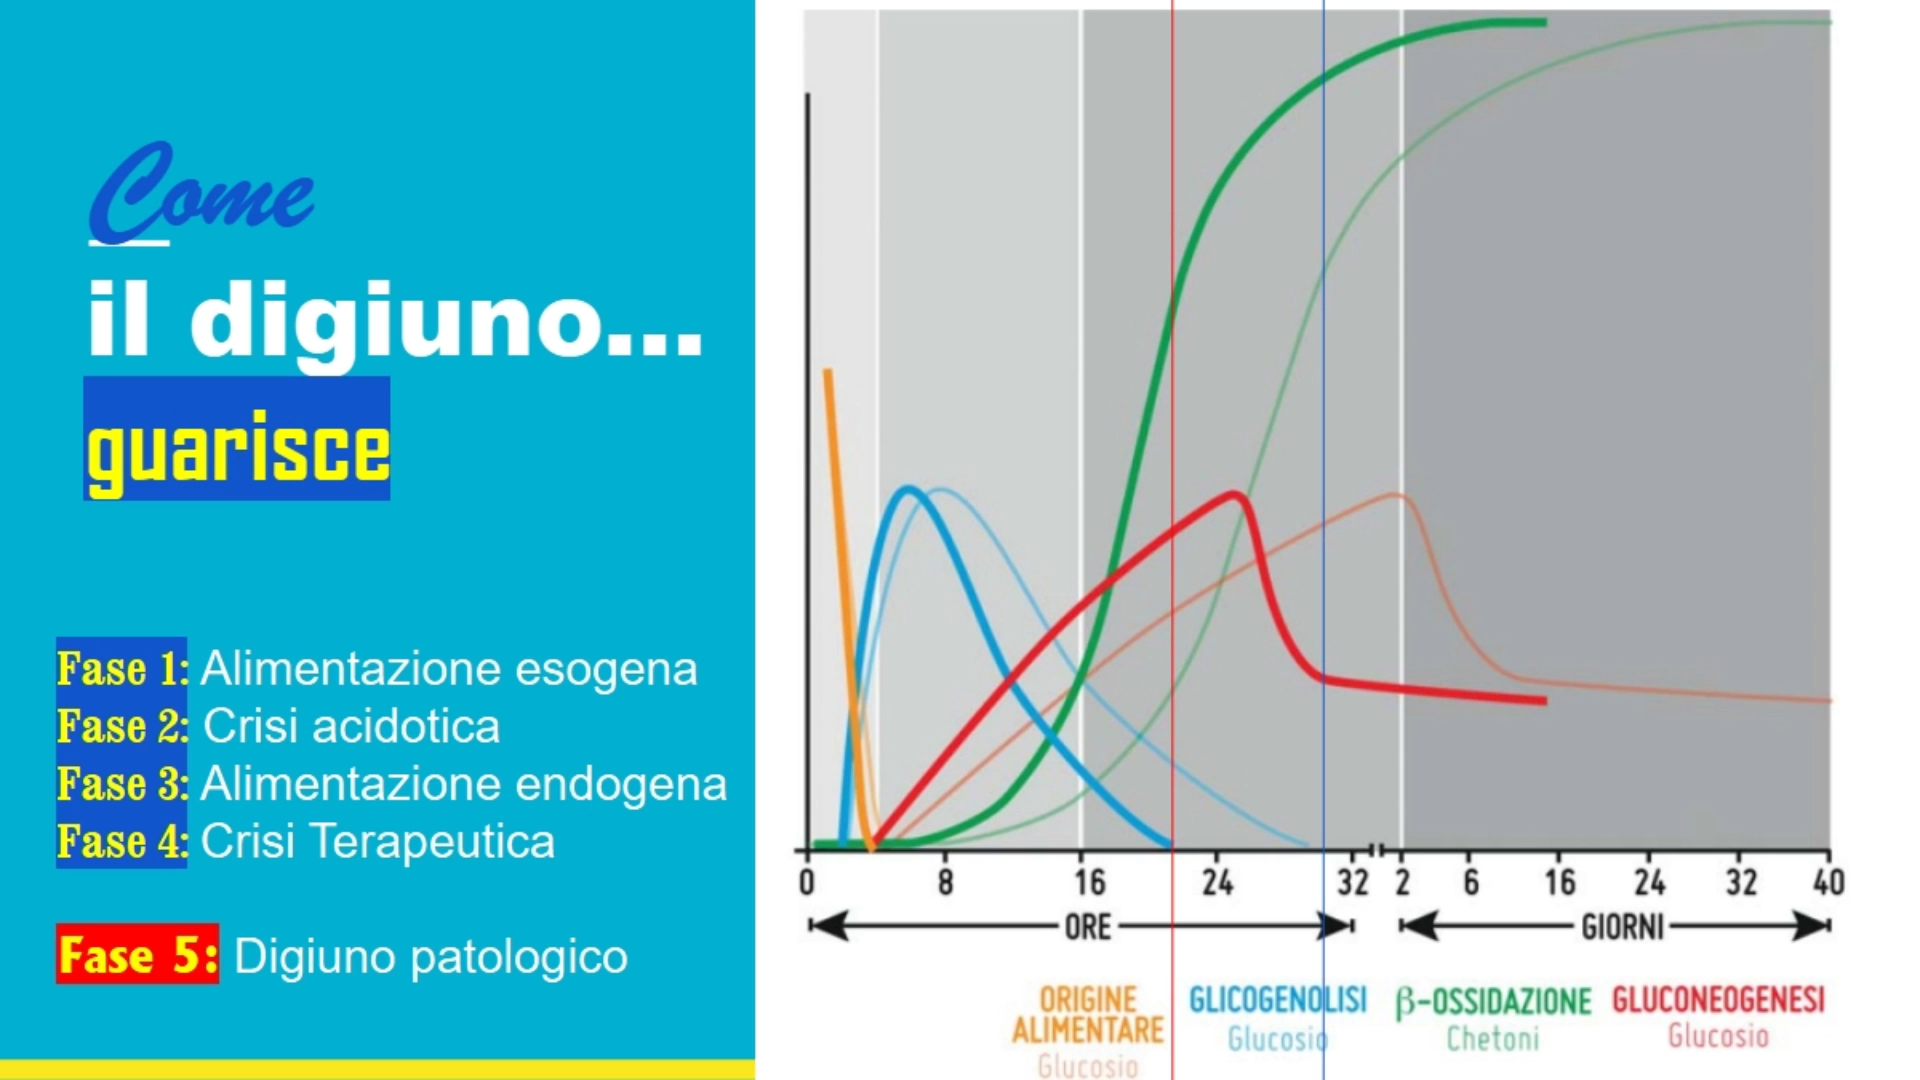 Come
il digiuno...
guarisce
Fase 1: Alimentazione esogena
Fase 2: Crisi acidotica
Fase 3: Alimentazione endogena
Fase 4: Crisi Terapeutica
Fase 5: Digiuno patologico
0 8 16 24 32 2 6 16 24 32 40
ORE GIORNI
ORIGINE
ALIMENTARE
Glucosio
GLICOGENOLISI
Glucosio
β-OSSIDAZIONE
Chetoni
GLUCONEOGENESI
Glucosio